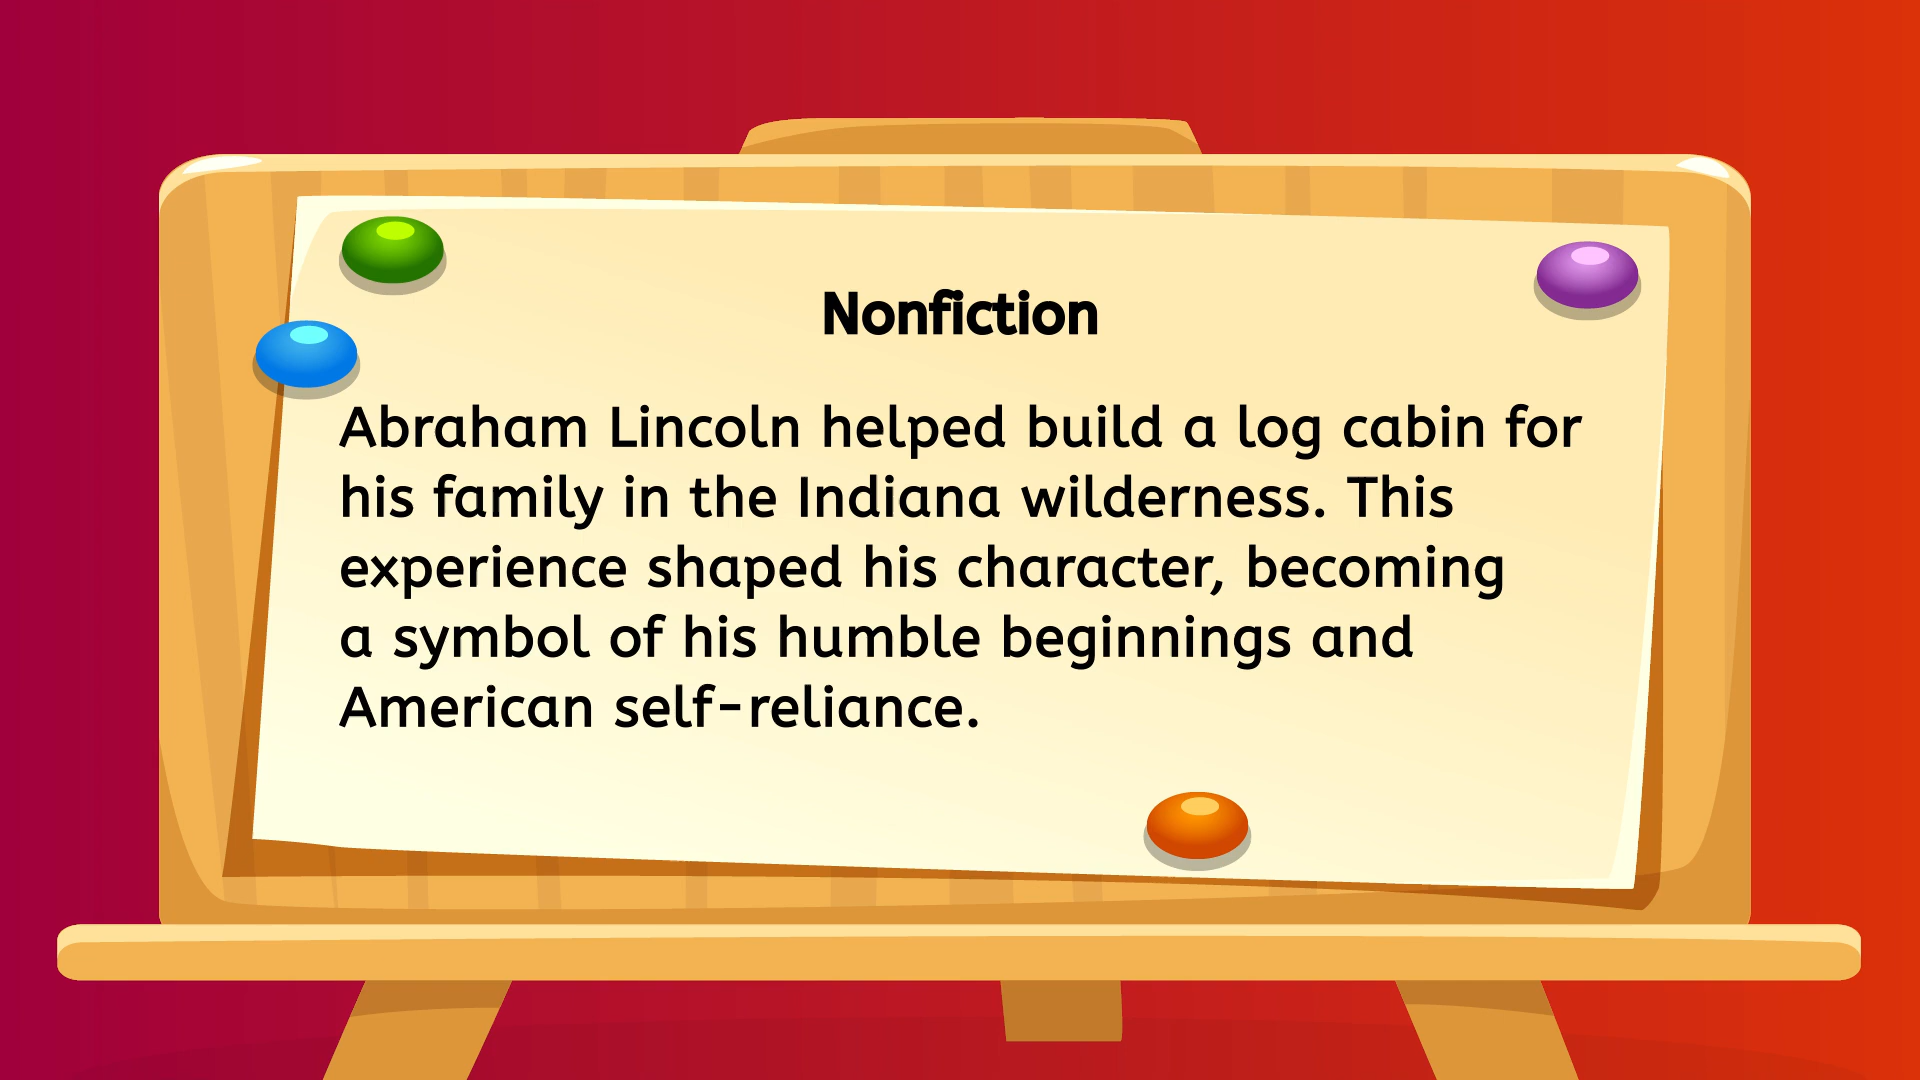 Nonfiction
Abraham Lincoln helped build a log cabin for
his family in the Indiana wilderness. This
experience shaped his character, becoming
a symbol of his humble beginnings and
American self-reliance.